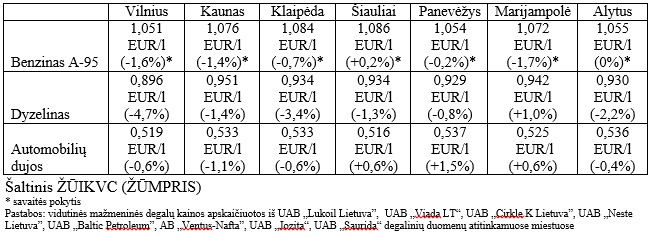 Vilnius Kaunas Klaipėda Šiauliai Panevėžys Marijampolė Alytus
1,051 1,076 1,084 1,086 1,054 1,072 1,055
EUR/l EUR/l EUR/l EUR/l EUR/l EUR/l EUR/l
Benzinas A-95 (-1,6%)* (-1,4%)* (-0,7%)* (+0,2%)* (-0,2%)* (-1,7%)* (0%)*
0,896 0,951 0,934 0,934 0,929 0,942 0,930
EUR/l EUR/l EUR/l EUR/l EUR/l EUR/l EUR/l
Dyzelinas (-4,7%) (-1,4%) (-3,4%) (-1,3%) (-0,8%) (+1,0%) (-2,2%)
0,519 0,533 0,533 0,516 0,537 0,525 0,536
Automobilių EUR/l EUR/l EUR/l EUR/l EUR/l EUR/l EUR/l
dujos (-0,6%) (-1,1%) (-0,6%) (+0,6%) (+1,5%) (+0,6%) (-0,4%)
Šaltinis ŽŪIKVC (ŽŪMPRIS)
* savaitės pokytis
Pastabos: vidutinės mažmeninės degalų kainos apskaičiuotos iš UAB „Lukoil Lietuva”, UAB „Viada LT“, UAB „Cirkle K Lietuva”, UAB „Neste
Lietuva”, UAB „Baltic Petroleum”, AB „Ventus-Nafta”, UAB „Jozita”, UAB „Saurida” degalinių duomenų atitinkamuose miestuose